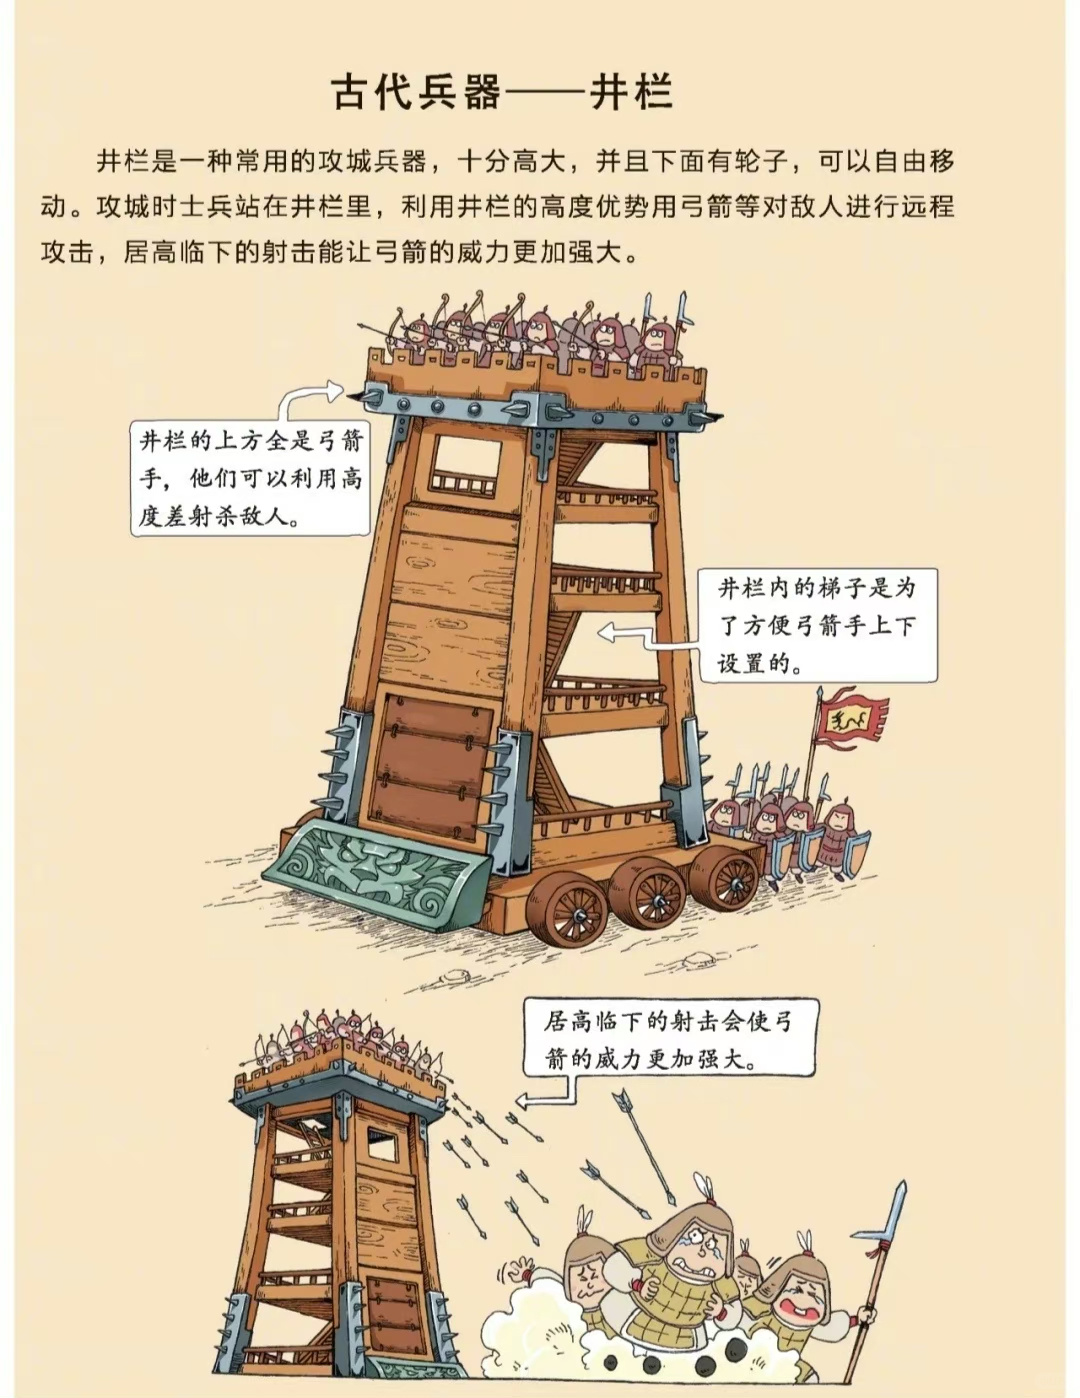 古代兵器——井栏
井栏是一种常用的攻城兵器，十分高大，并且下面有轮子，可以自由移
动。攻城时士兵站在井栏里，利用井栏的高度优势用弓箭等对敌人进行远程
攻击，居高临下的射击能让弓箭的威力更加强大。
井栏的上方全是弓箭
手，他们可以利用高
度差射杀敌人。
井栏内的梯子是为
了方便弓箭手上下
设置的。
居高临下的射击会使弓
箭的威力更加强大。